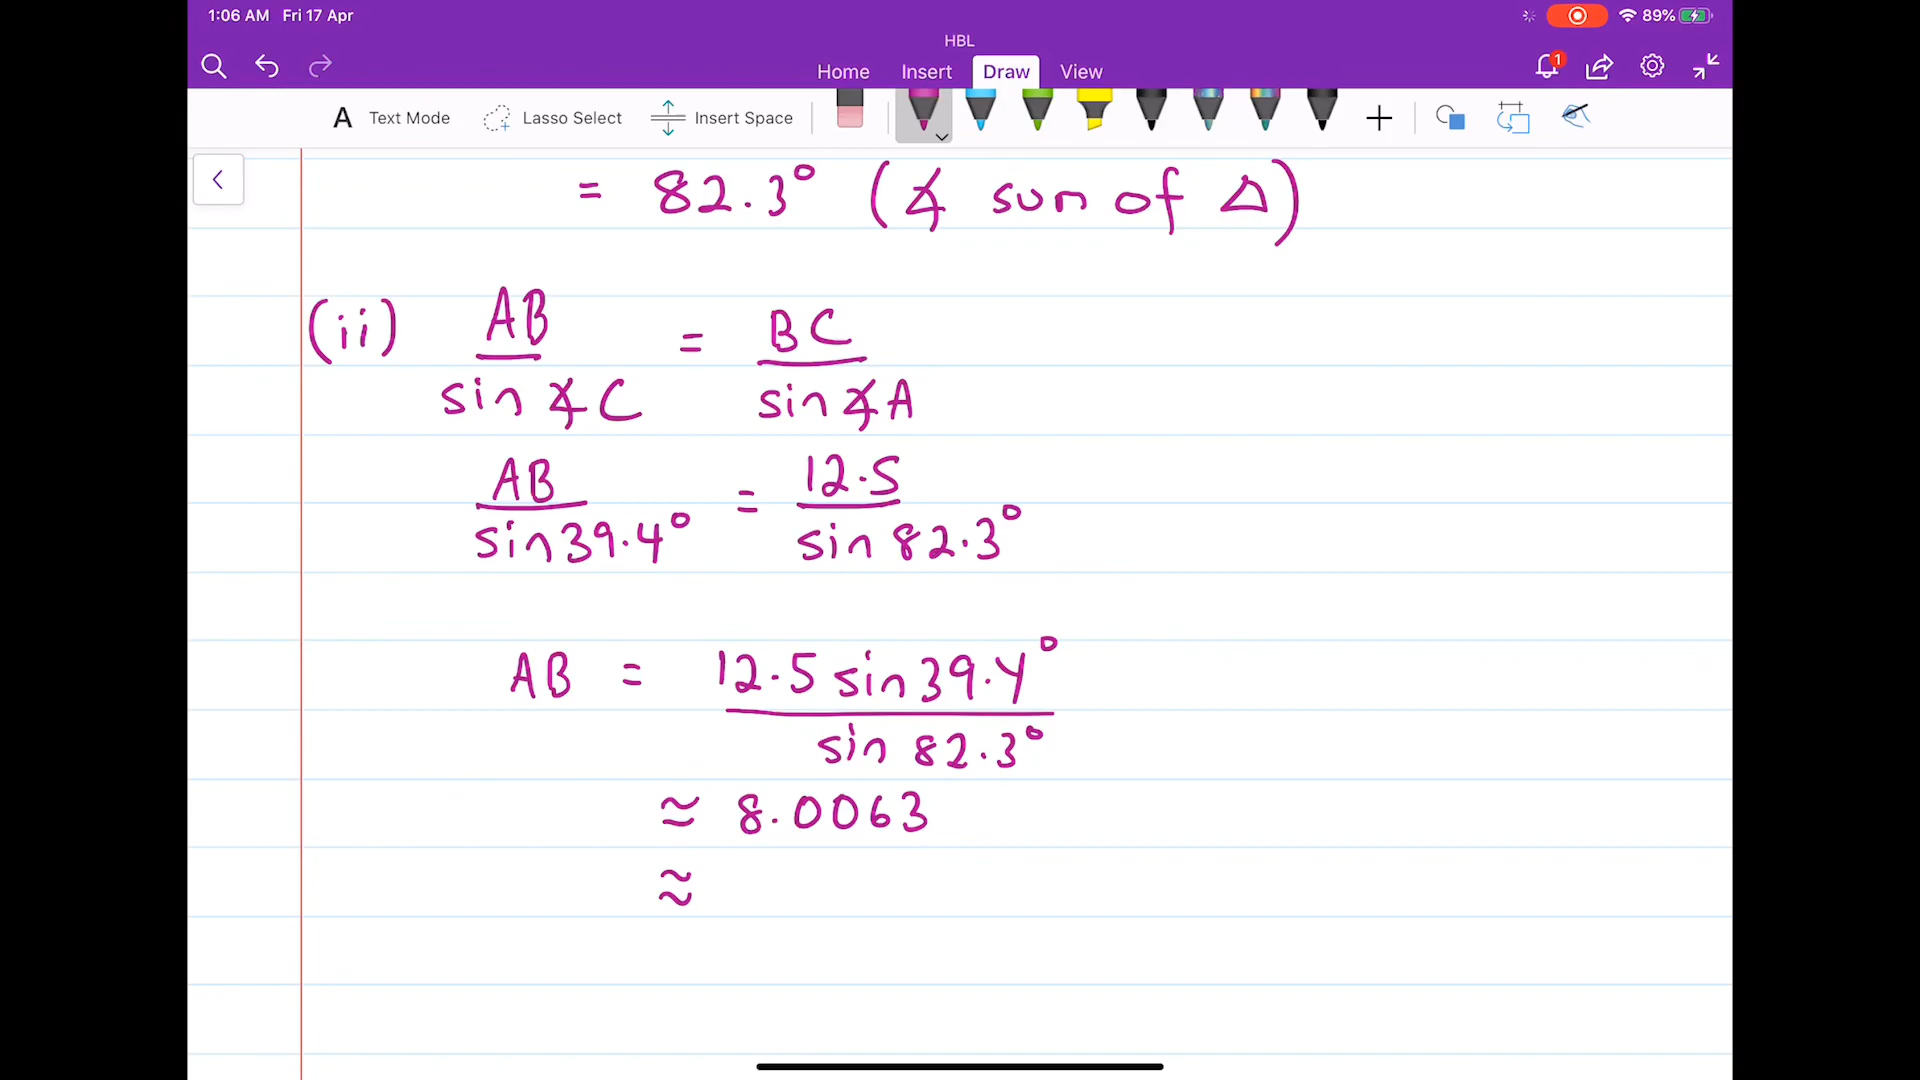 1:06 AM Fri 17 Apr
89%
HBL
Home Insert Draw View
1
A Text Mode Lasso Select Insert Space
= 82.3° (∡ sum of △)
(ii) AB = BC
sin ∡C sin ∡A
AB = 12.5
sin 39.4° sin 82.3°
AB = 12.5 sin 39.4°
sin 82.3°
≈ 8.0063
≈